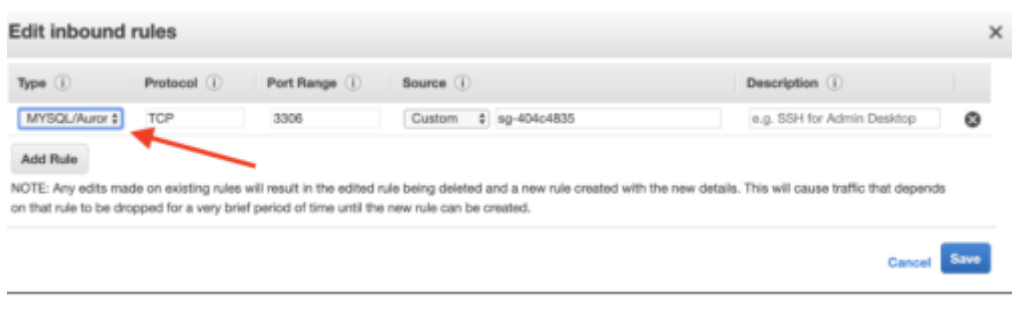 Edit inbound rules
Type Protocol Port Range Source Description
MYSQL/Auror TCP 3306 Custom sg-404c4835 e.g. SSH for Admin Desktop
Add Rule
NOTE: Any edits made on existing rules will result in the edited rule being deleted and a new rule created with the new details. This will cause traffic that depends
on that rule to be dropped for a very brief period of time until the new rule can be created.
Cancel Save